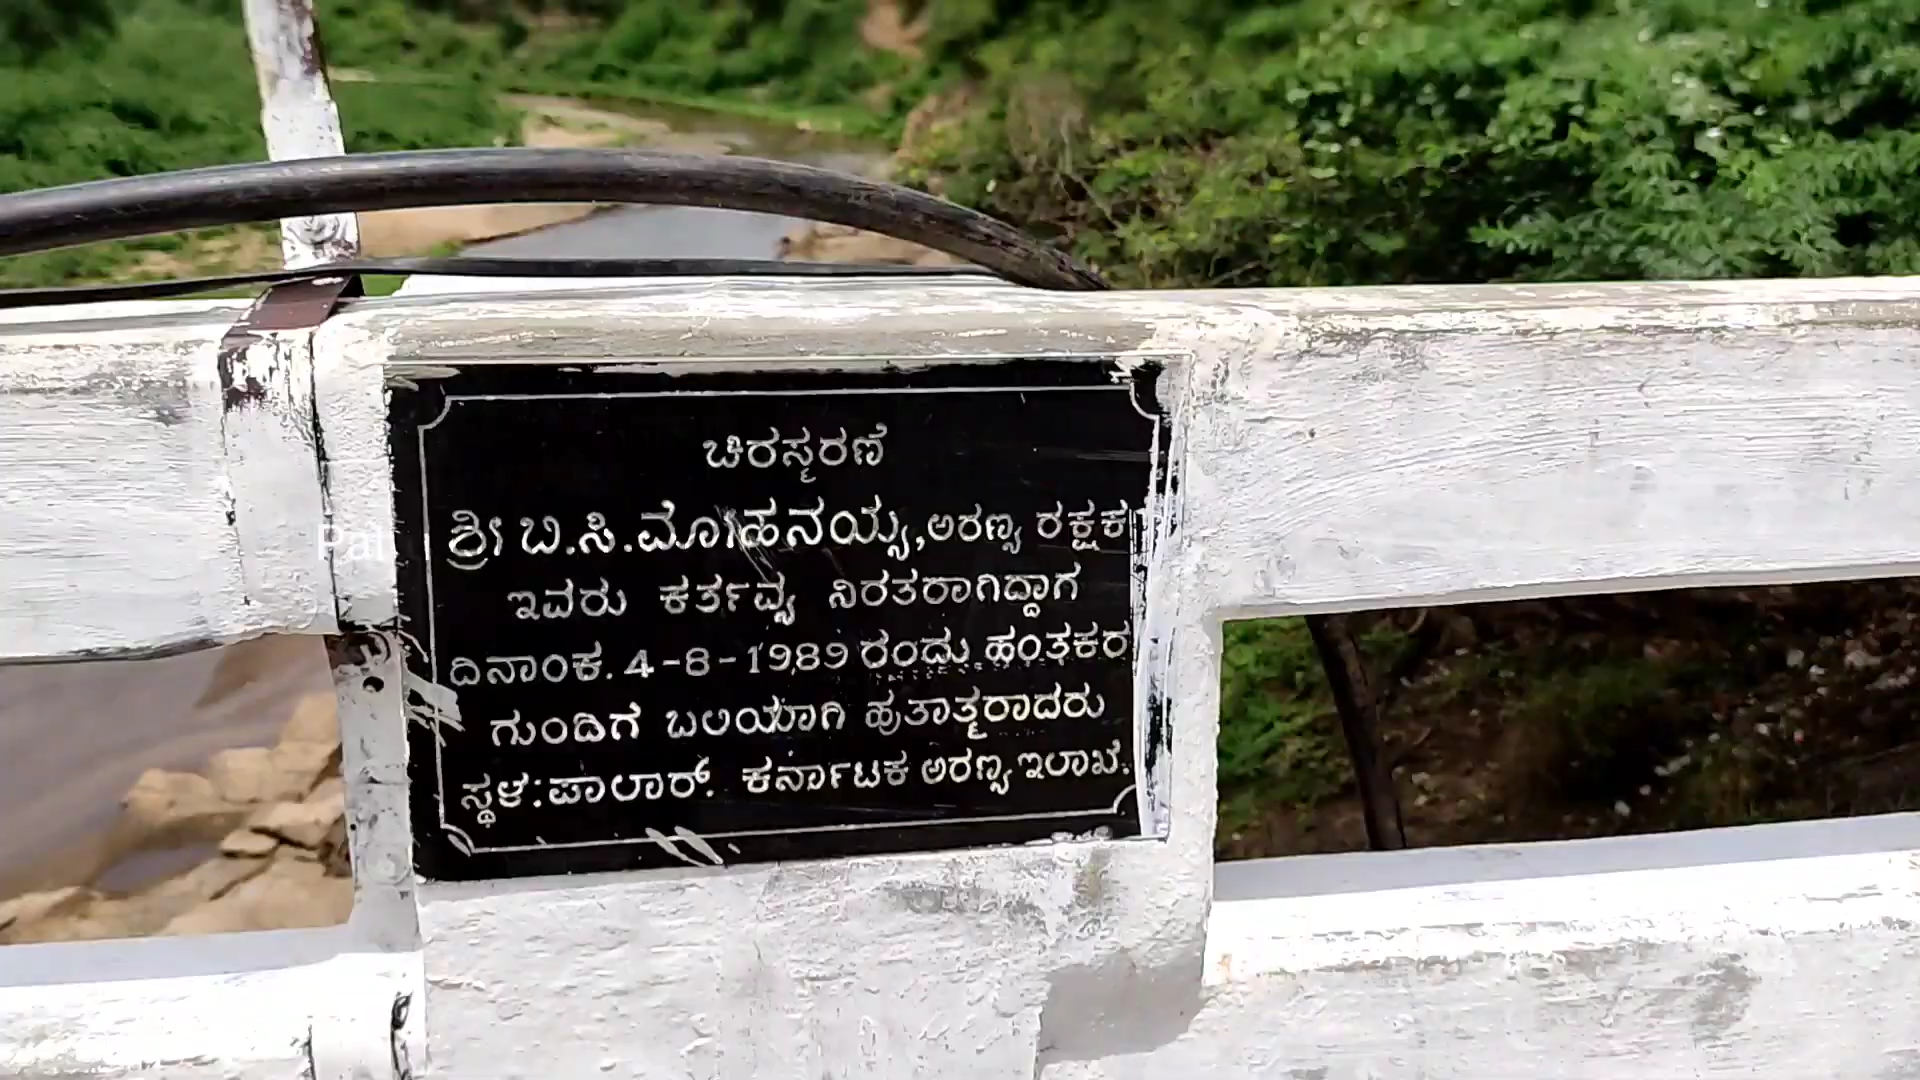 ಚಿರಸ್ಮರಣೆ
ಶ್ರೀ ಬಿ.ಸಿ.ಮೋಹನಯ್ಯ,ಅರಣ್ಯ ರಕ್ಷಕ
ಇವರು ಕರ್ತವ್ಯ ನಿರತರಾಗಿದ್ದಾಗ
ದಿನಾಂಕ. 4-8-1989 ರಂದು ಹಂತಕರ
ಗುಂಡಿಗೆ ಬಲಿಯಾಗಿ ಹುತಾತ್ಮರಾದರು
ಸ್ಥಳ:ಪಾಲಾರ್. ಕರ್ನಾಟಕ ಅರಣ್ಯ ಇಲಾಖೆ.